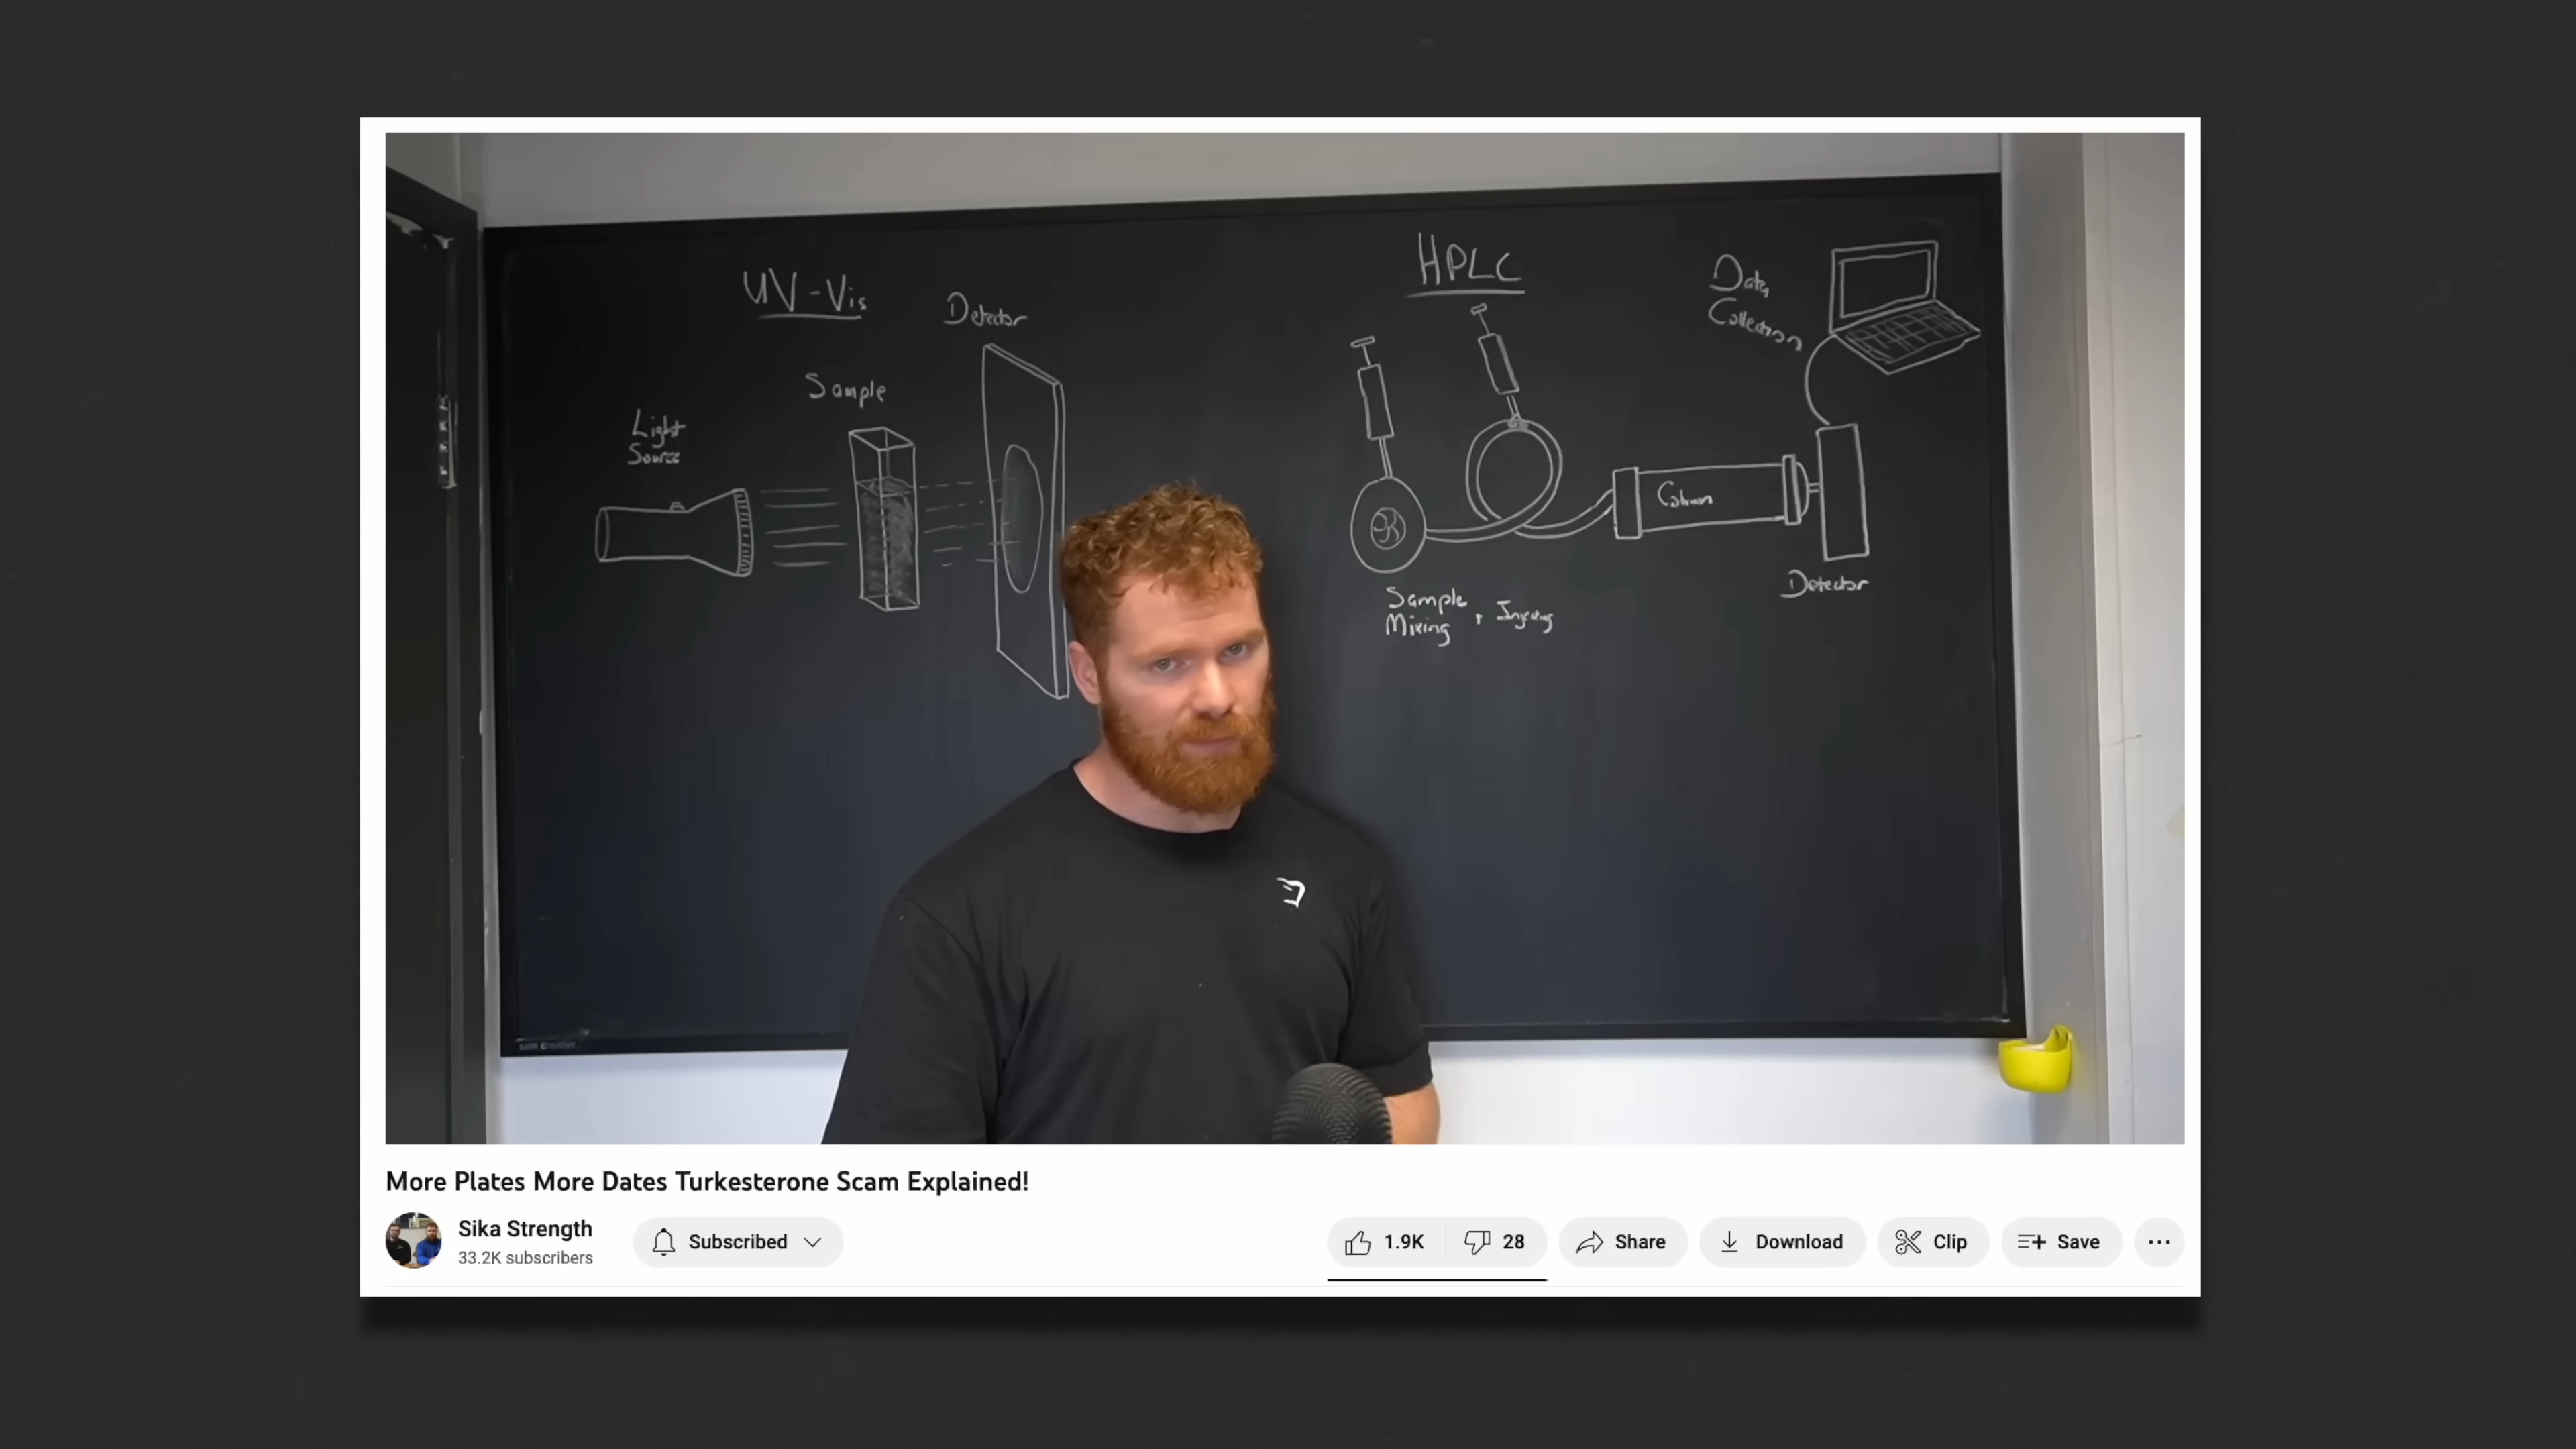 UV-Vis
Detector
Sample
Light
Source
HPLC
Data
Collection
Column
Detector
Sample
Mixing + Injecting
More Plates More Dates Turkesterone Scam Explained!
Sika Strength
33.2K subscribers
Subscribed
1.9K
28
Share
Download
Clip
Save